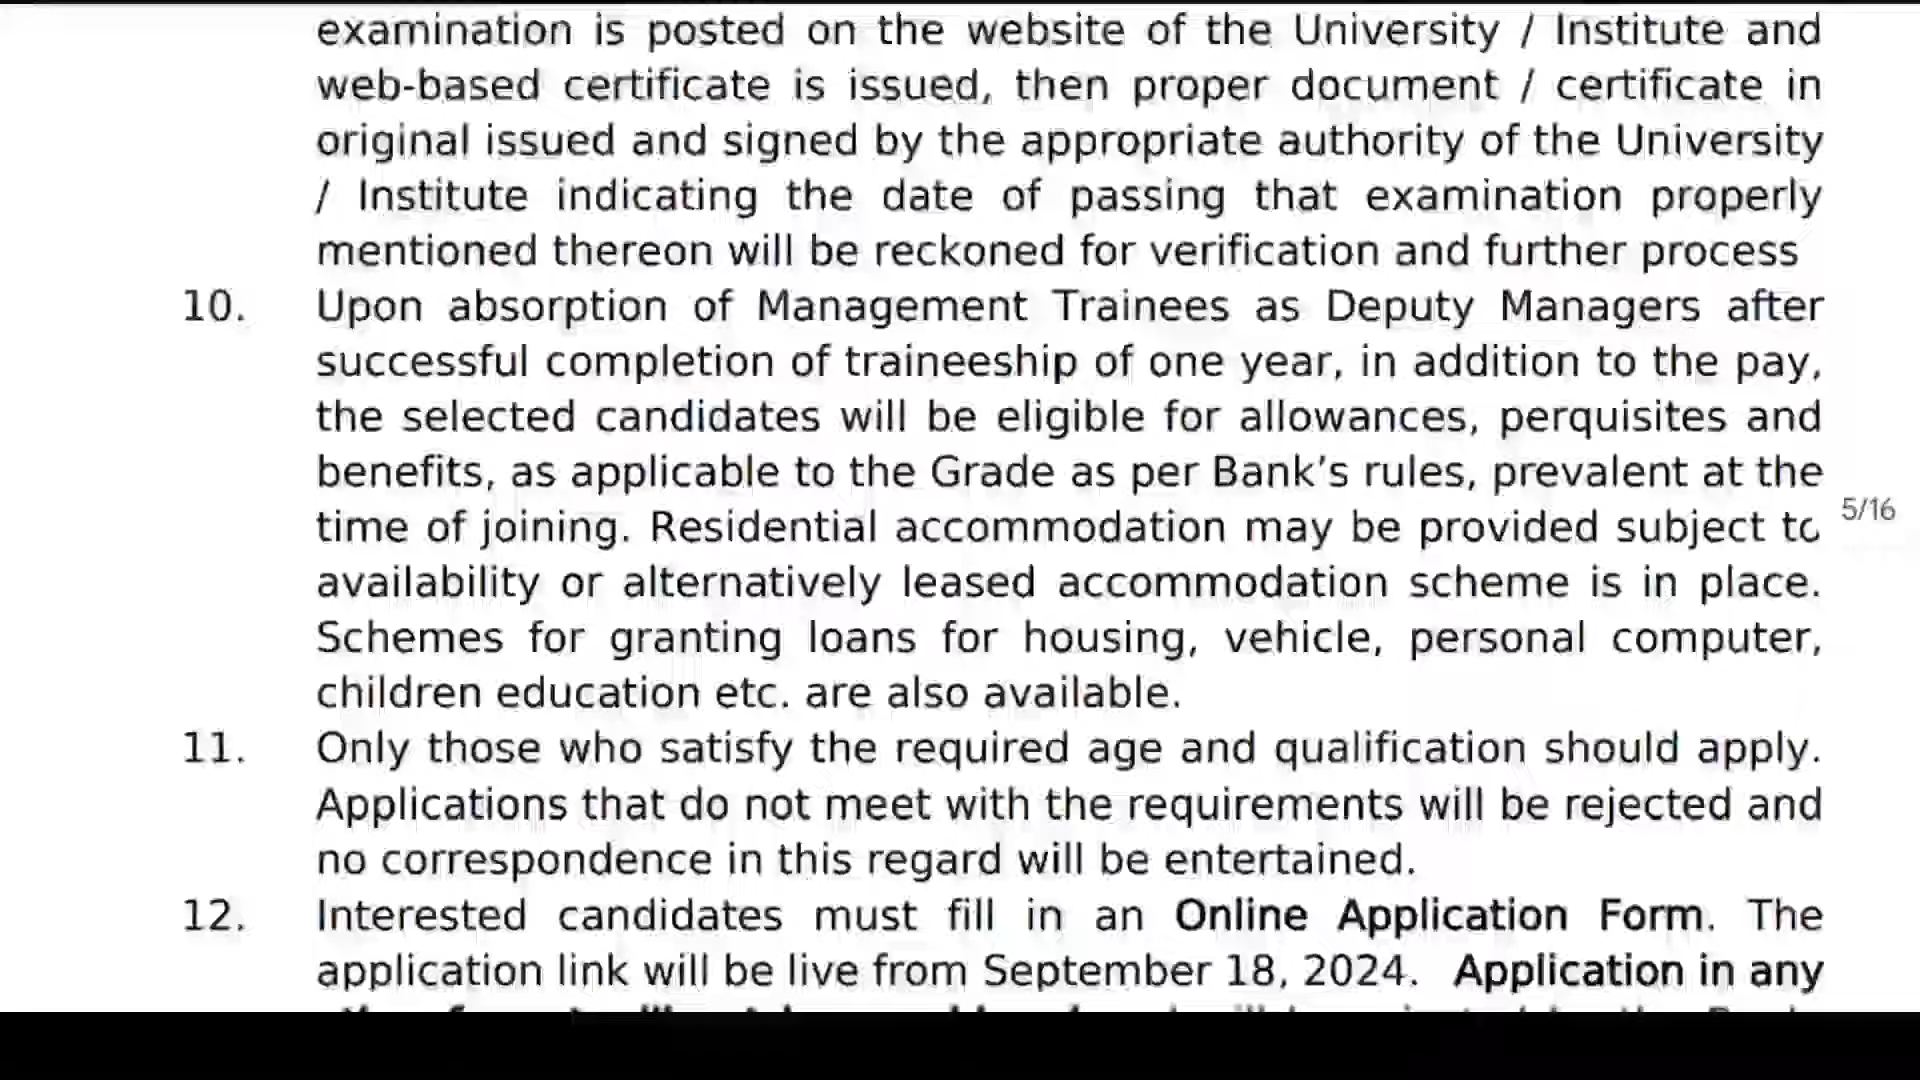 examination is posted on the website of the University / Institute and
web-based certificate is issued, then proper document / certificate in
original issued and signed by the appropriate authority of the University
/ Institute indicating the date of passing that examination properly
mentioned thereon will be reckoned for verification and further process
10. Upon absorption of Management Trainees as Deputy Managers after
successful completion of traineeship of one year, in addition to the pay,
the selected candidates will be eligible for allowances, perquisites and
benefits, as applicable to the Grade as per Bank’s rules, prevalent at the
time of joining. Residential accommodation may be provided subject to
5/16
availability or alternatively leased accommodation scheme is in place.
Schemes for granting loans for housing, vehicle, personal computer,
children education etc. are also available.
11. Only those who satisfy the required age and qualification should apply.
Applications that do not meet with the requirements will be rejected and
no correspondence in this regard will be entertained.
12. Interested candidates must fill in an Online Application Form. The
application link will be live from September 18, 2024. Application in any